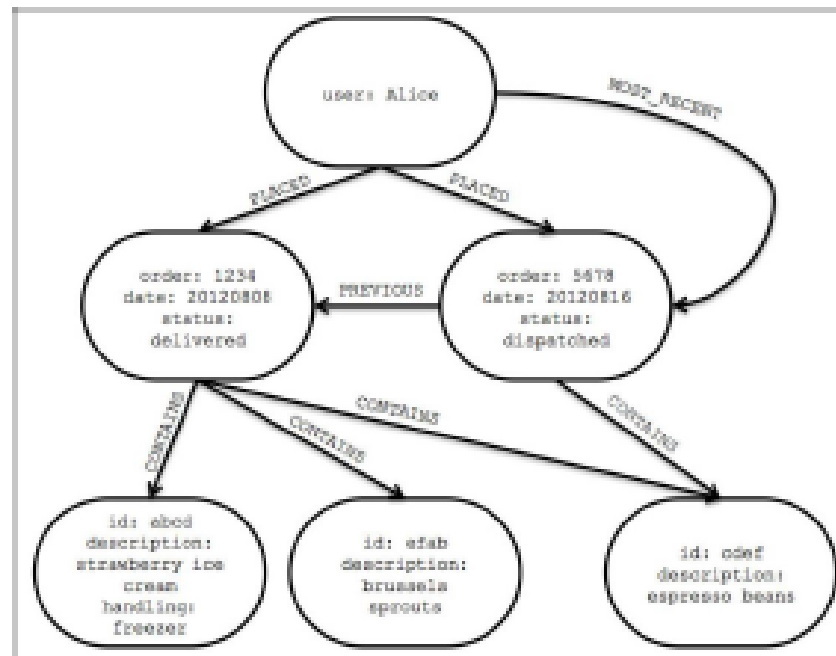 user: Alice
MOST_RECENT
PLACED
PLACED
order: 1234
date: 20120808
status:
delivered
PREVIOUS
order: 5678
date: 20120816
status:
dispatched
CONTAINS
CONTAINS
CONTAINS
CONTAINS
id: abcd
description:
strawberry ice
cream
handling:
freezer
id: efab
description:
brussels
sprouts
id: cdef
description:
espresso beans